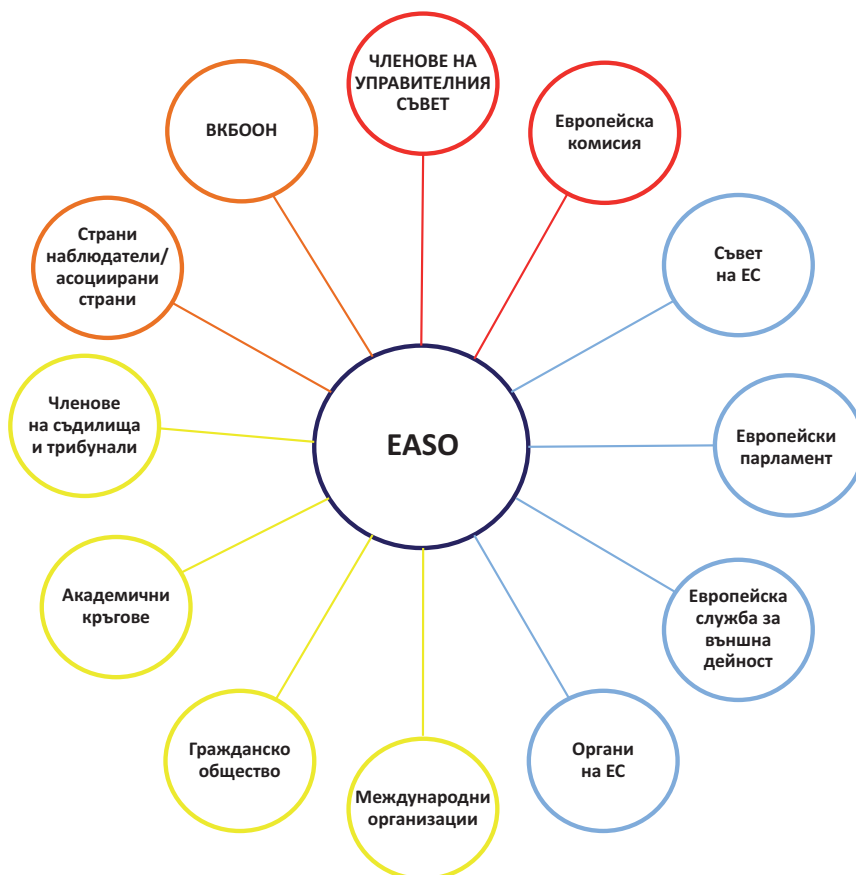 ЧЛЕНОВЕ НА
УПРАВИТЕЛНИЯ
СЪВЕТ
Европейска
комисия
Съвет
на ЕС
Европейски
парламент
Европейска
служба за
външна
дейност
Органи
на ЕС
Международни
организации
Гражданско
общество
Академични
кръгове
Членове
на съдилища
и трибунали
Страни
наблюдатели/
асоциирани
страни
ВКБООН
EASO